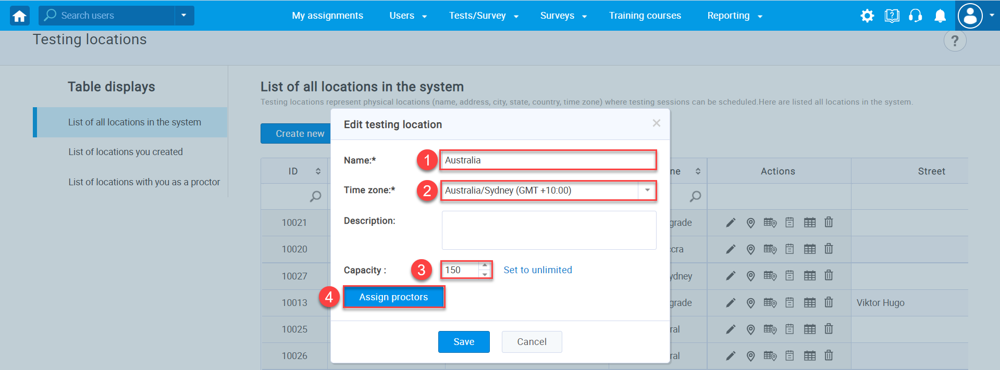 Search users
My assignments
Users
Tests/Survey
Surveys
Training courses
Reporting
?
Testing locations
?
Table displays
List of all locations in the system
List of locations you created
List of locations with you as a proctor
List of all locations in the system
Testing locations represent physical locations (name, address, city, state, country, time zone) where testing sessions can be scheduled.Here are listed all locations in the system.
Create new
ID
ne
Actions
Street
10021
grade
10020
cra
10027
ydney
10013
grade
Viktor Hugo
10025
ral
10026
ral
Edit testing location
Name:*
1
Australia
Time zone:*
2
Australia/Sydney (GMT +10:00)
Description:
Capacity :
3
150
Set to unlimited
4
Assign proctors
Save
Cancel